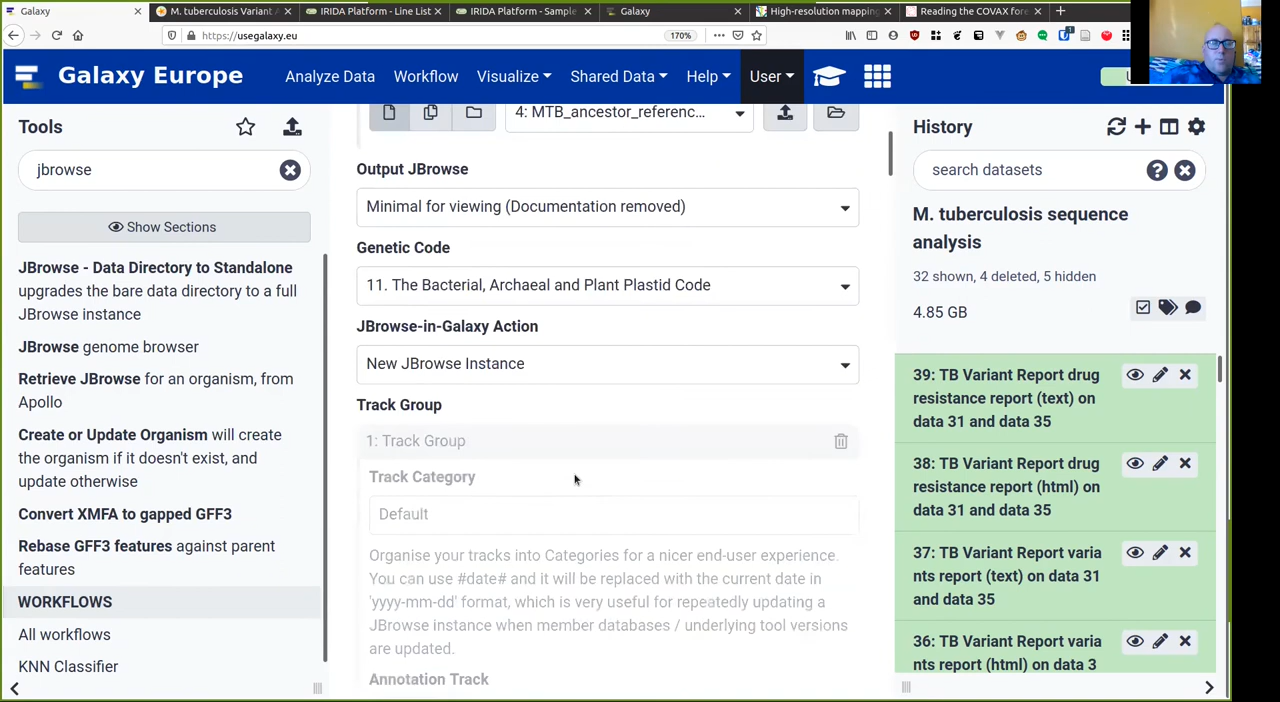 Galaxy
M. tuberculosis Variant A
IRIDA Platform - Line List
IRIDA Platform - Sample
Galaxy
High-resolution mapping
Reading the COVAX fore
https://usegalaxy.eu
170%
Galaxy Europe
Analyze Data
Workflow
Visualize
Shared Data
Help
User
Tools
jbrowse
Show Sections
JBrowse - Data Directory to Standalone
upgrades the bare data directory to a full
JBrowse instance
JBrowse genome browser
Retrieve JBrowse for an organism, from
Apollo
Create or Update Organism will create
the organism if it doesn't exist, and
update otherwise
Convert XMFA to gapped GFF3
Rebase GFF3 features against parent
features
WORKFLOWS
All workflows
KNN Classifier
4: MTB_ancestor_referenc...
Output JBrowse
Minimal for viewing (Documentation removed)
Genetic Code
11. The Bacterial, Archaeal and Plant Plastid Code
JBrowse-in-Galaxy Action
New JBrowse Instance
Track Group
1: Track Group
Track Category
Default
Organise your tracks into Categories for a nicer end-user experience.
You can use #date# and it will be replaced with the current date in
'yyyy-mm-dd' format, which is very useful for repeatedly updating a
JBrowse instance when member databases / underlying tool versions
are updated.
Annotation Track
History
search datasets
M. tuberculosis sequence
analysis
32 shown, 4 deleted, 5 hidden
4.85 GB
39: TB Variant Report drug
resistance report (text) on
data 31 and data 35
38: TB Variant Report drug
resistance report (html) on
data 31 and data 35
37: TB Variant Report varia
nts report (text) on data 31
and data 35
36: TB Variant Report varia
nts report (html) on data 3